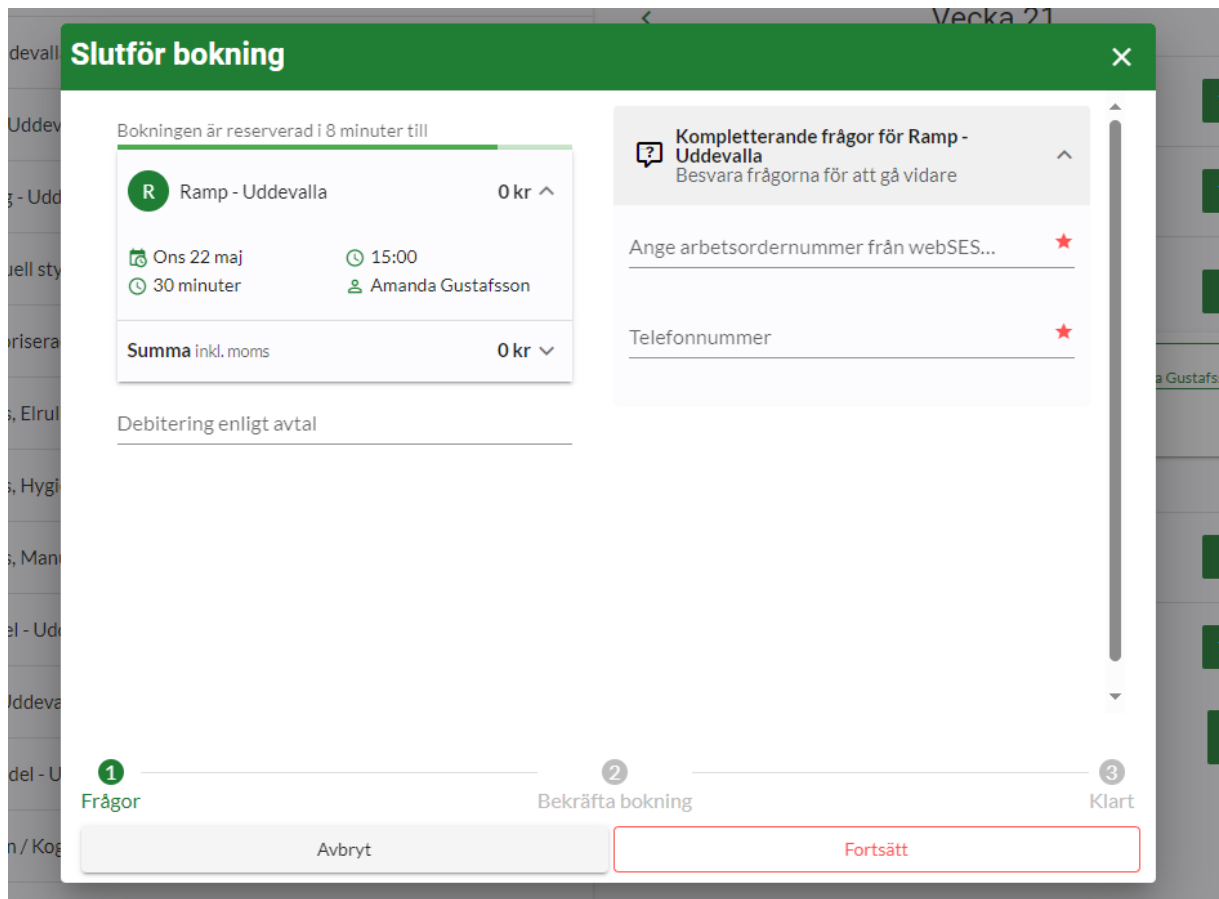 Vecka 21
Slutför bokning
Bokningen är reserverad i 8 minuter till
R Ramp - Uddevalla 0 kr
Ons 22 maj 15:00
30 minuter Amanda Gustafsson
Summa inkl. moms 0 kr
Debitering enligt avtal
Kompletterande frågor för Ramp -
Uddevalla
Besvara frågorna för att gå vidare
Ange arbetsordernummer från webSES...
Telefonnummer
1 2 3
Frågor Bekräfta bokning Klart
Avbryt Fortsätt